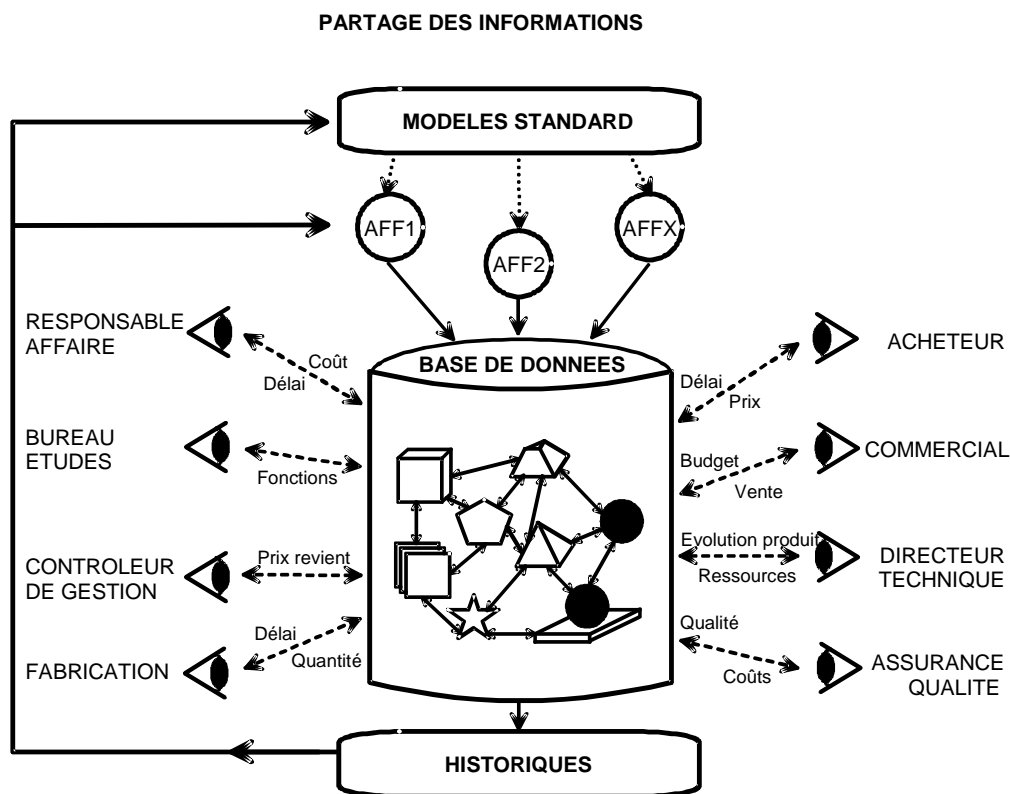 PARTAGE DES INFORMATIONS
MODELES STANDARD
AFF1
AFF2
AFFX
BASE DE DONNEES
RESPONSABLE
AFFAIRE
Coût
Délai
BUREAU
ETUDES
Fonctions
CONTROLEUR
DE GESTION
Prix revient
FABRICATION
Délai
Quantité
ACHETEUR
Délai
Prix
COMMERCIAL
Budget
Vente
DIRECTEUR
TECHNIQUE
Evolution produit
Ressources
ASSURANCE
QUALITE
Qualité
Coûts
HISTORIQUES